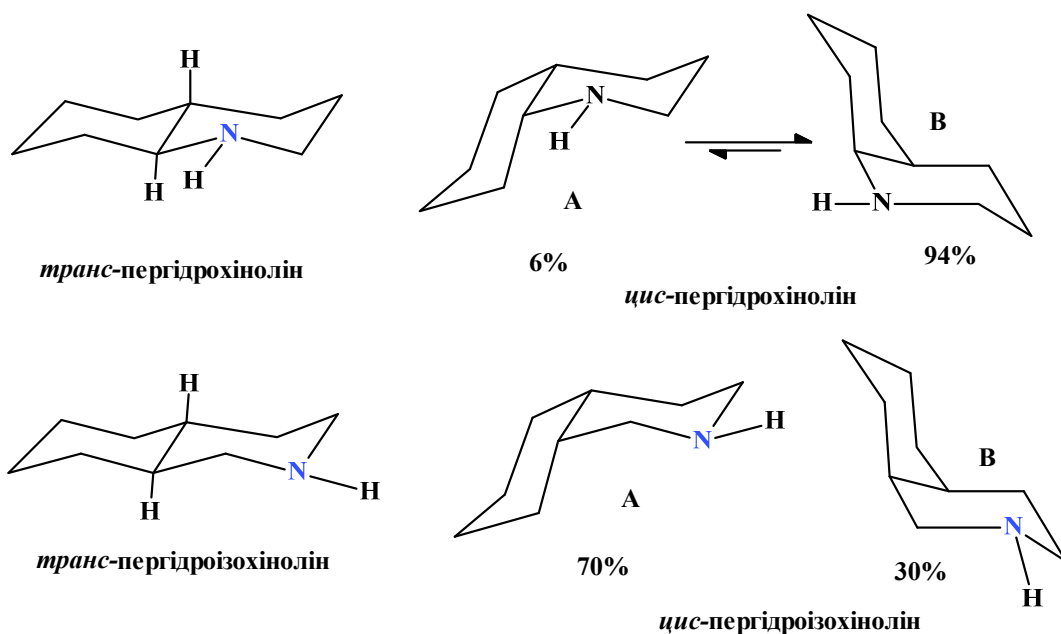 H
N
H
H
транс-пергідрохінолін
N
H
A
6%
B
H
N
94%
цис-пергідрохінолін
H
N
H
H
транс-пергідроізохінолін
N
H
A
70%
B
N
H
30%
цис-пергідроізохінолін